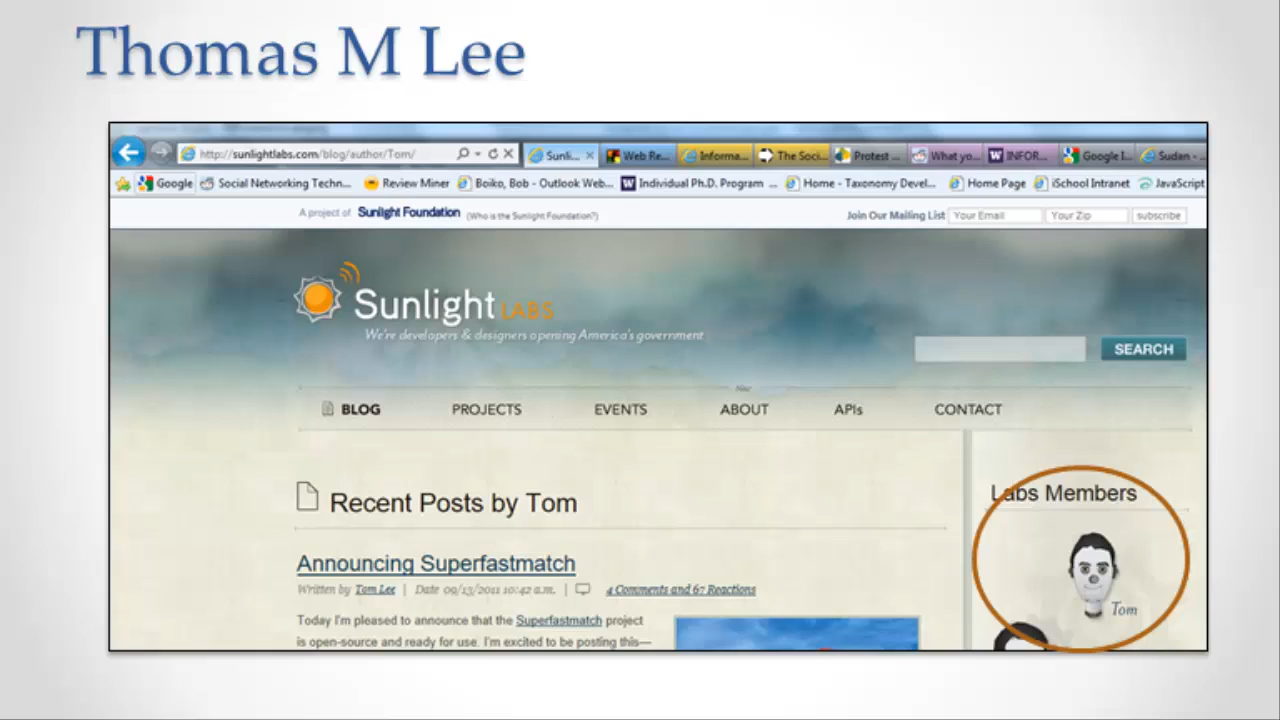 Thomas M Lee
http://sunlightlabs.com/blog/author/Tom/
Sunli... Web Re... Informa... The Soci... Protest ... What yo... INFOR... Google I... Sudan - ...
Google Social Networking Techn... Review Miner Boiko, Bob - Outlook Web... Individual Ph.D. Program ... Home - Taxonomy Devel... Home Page iSchool Intranet JavaScript
A project of Sunlight Foundation (Who is the Sunlight Foundation?) Join Our Mailing List Your Email Your Zip subscribe
Sunlight LABS
We're developers & designers opening America's government
SEARCH
BLOG PROJECTS EVENTS ABOUT APIs CONTACT
Recent Posts by Tom
Labs Members
Tom
Announcing Superfastmatch
Written by Tom Lee | Date 09/13/2011 10:42 a.m. | 4 Comments and 67 Reactions
Today I'm pleased to announce that the Superfastmatch project
is open-source and ready for use. I'm excited to be posting this—